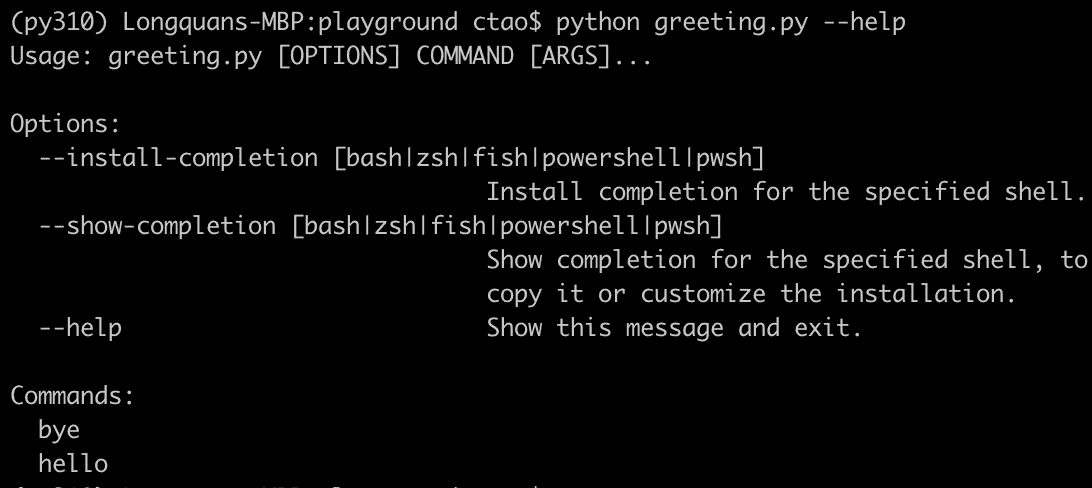 (py310) Longquans-MBP:playground ctao$ python greeting.py --help
Usage: greeting.py [OPTIONS] COMMAND [ARGS]...
Options:
--install-completion [bash|zsh|fish|powershell|pwsh]
Install completion for the specified shell.
--show-completion [bash|zsh|fish|powershell|pwsh]
Show completion for the specified shell, to
copy it or customize the installation.
--help Show this message and exit.
Commands:
bye
hello